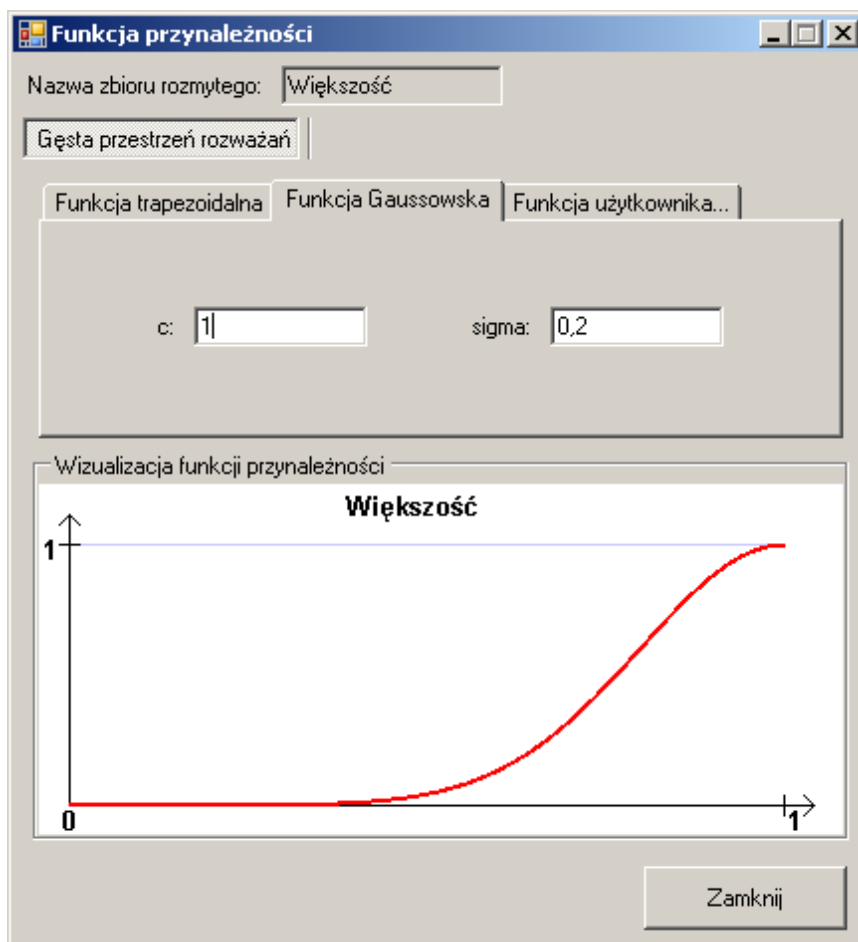 Funkcja przynależności
Nazwa zbioru rozmytego: Większość
Gęsta przestrzeń rozważań
Funkcja trapezoidalna Funkcja Gaussowska Funkcja użytkownika...
c: 1 sigma: 0,2
Wizualizacja funkcji przynależności
Większość
1
0 1
Zamknij